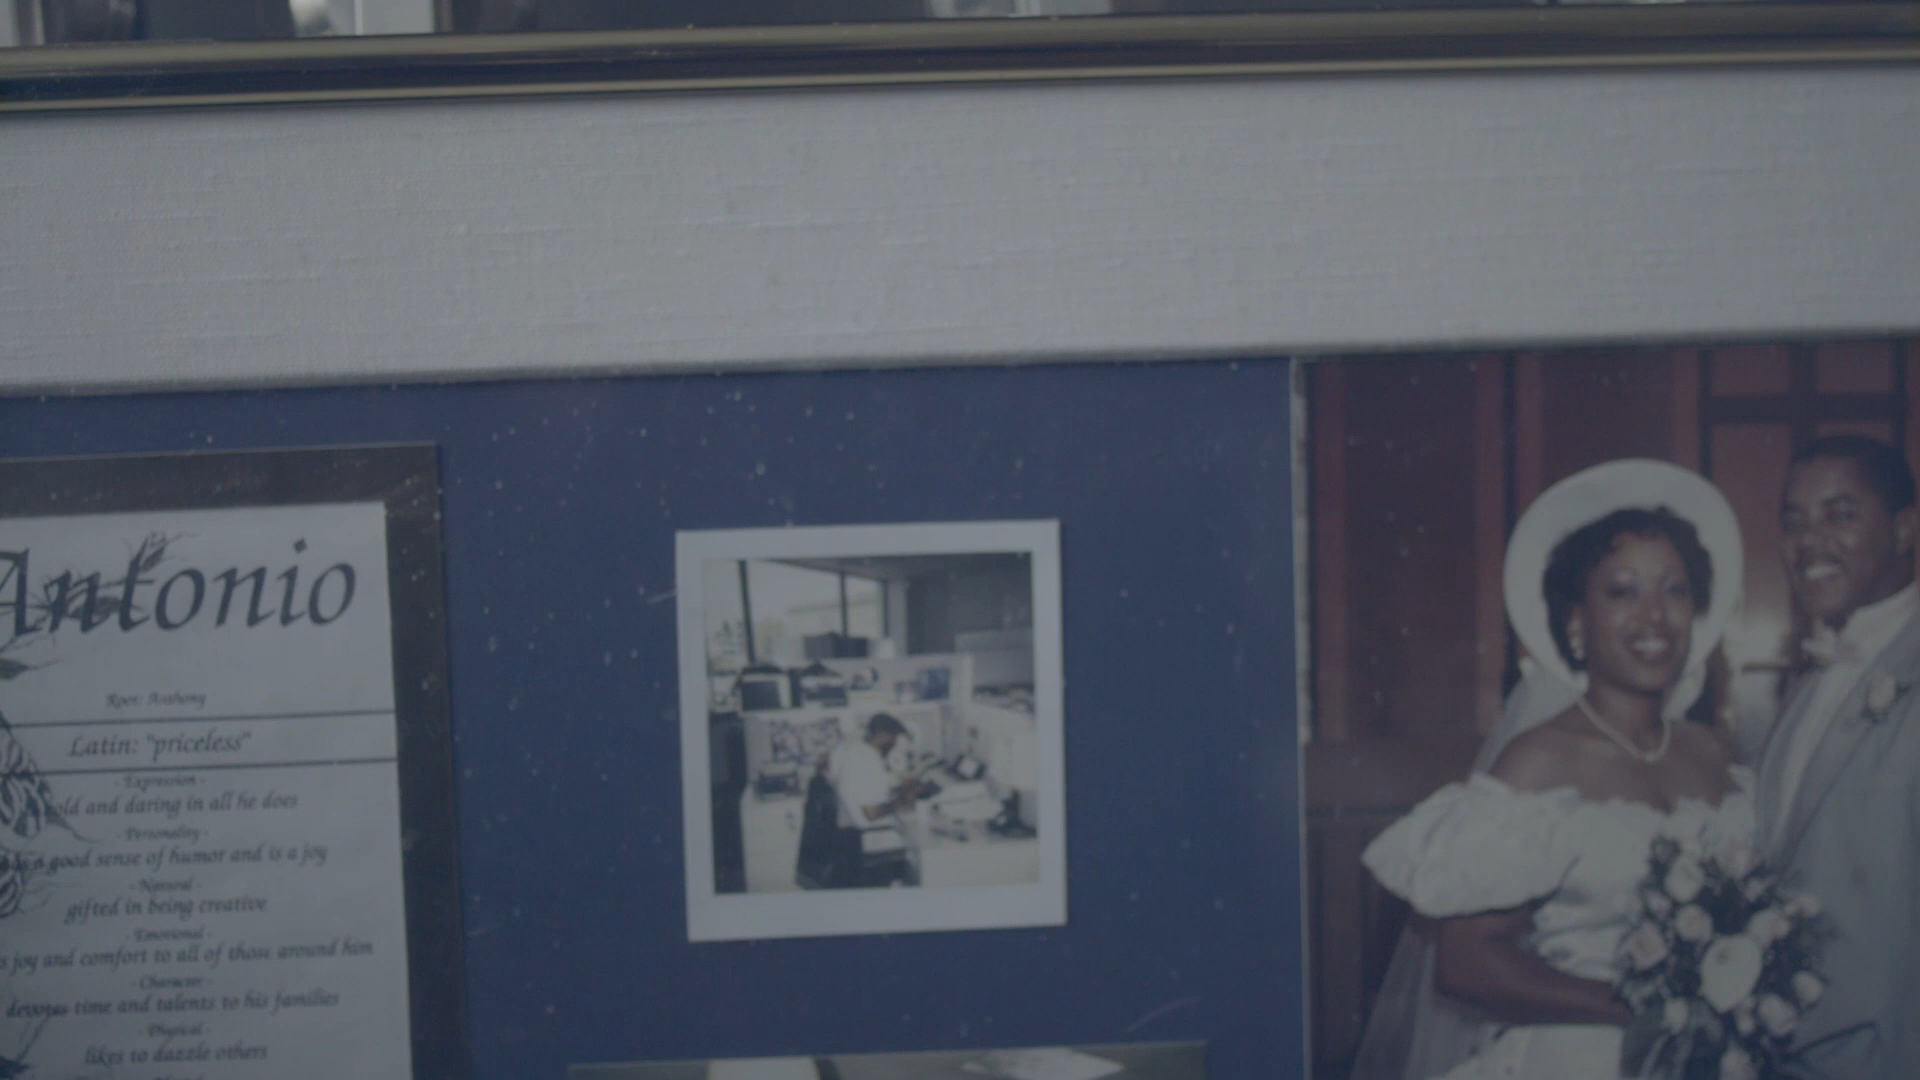 Antonio
Root: Anthony
Latin: "priceless"
- Expression -
old and daring in all he does
- Personality -
a good sense of humor and is a joy
- Natural -
gifted in being creative
- Emotional -
joy and comfort to all of those around him
- Character -
devotes time and talents to his families
- Physical -
likes to dazzle others